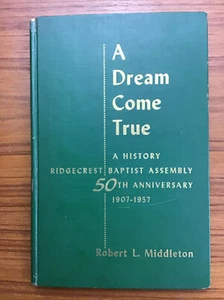 A
Dream
Come
True
A HISTORY
RIDGECREST BAPTIST ASSEMBLY
50TH ANNIVERSARY
1907-1957
Robert L. Middleton